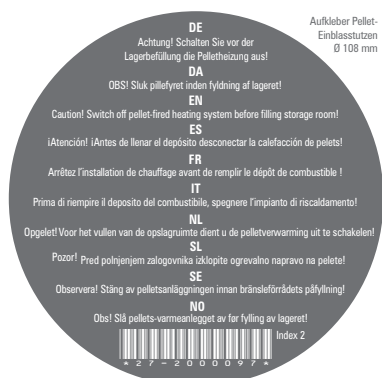 Aufkleber Pellet-
Einblasstutzen
Ø 108 mm
DE
Achtung! Schalten Sie vor der
Lagerbefüllung die Pelletheizung aus!
DA
OBS! Sluk pillefyret inden fyldning af lageret!
EN
Caution! Switch off pellet-fired heating system before filling storage room!
ES
¡Atención! ¡Antes de llenar el depósito desconectar la calefacción de pelets!
FR
Arrêtez l'installation de chauffage avant de remplir le dépôt de combustible !
IT
Prima di riempire il deposito del combustibile, spegnere l'impianto di riscaldamento!
NL
Opgelet! Voor het vullen van de opslagruimte dient u de pelletverwarming uit te schakelen!
SL
Pozor! Pred polnjenjem zalogovnika izklopite ogrevalno napravo na pelete!
SE
Observera! Stäng av pelletsanläggningen innan bränsleförrådets påfyllning!
NO
Obs! Slå pellets-varmeanlegget av før fylling av lageret!
Index 2
*27-2000097*